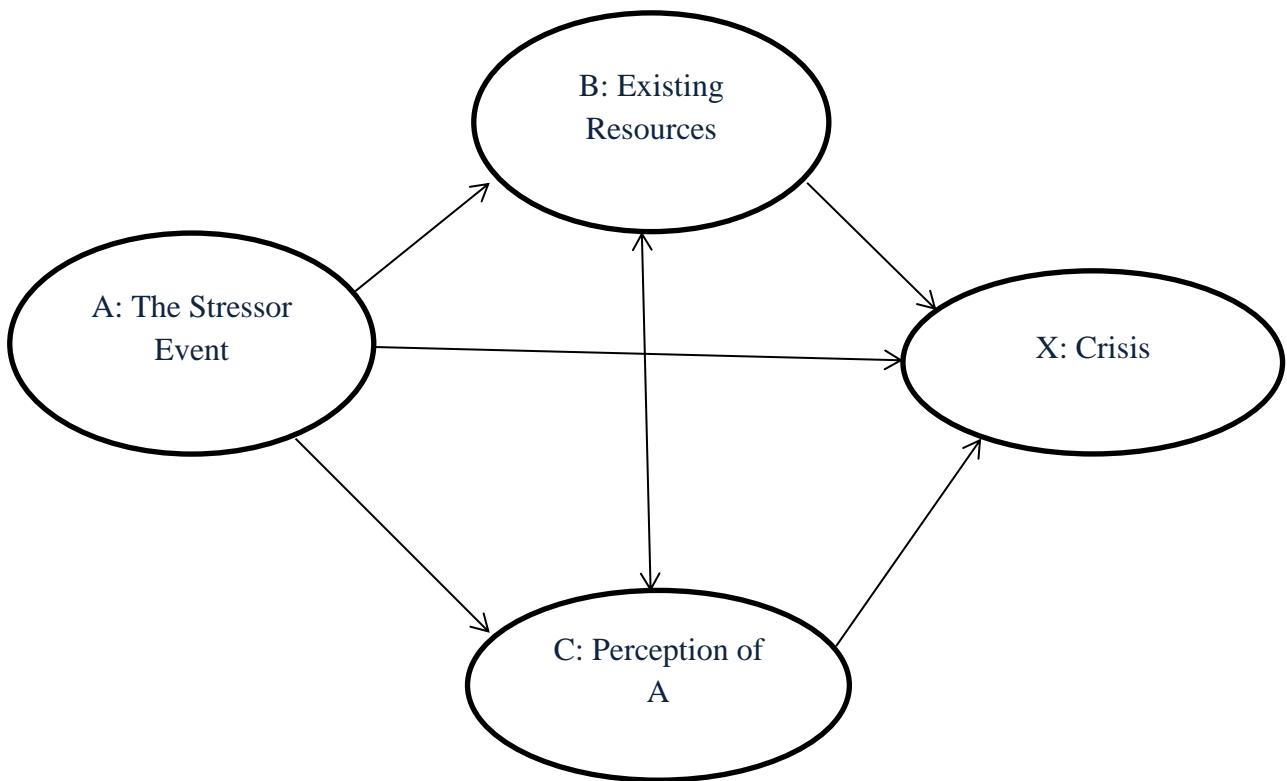 B: Existing
Resources
A: The Stressor
Event
X: Crisis
C: Perception of
A